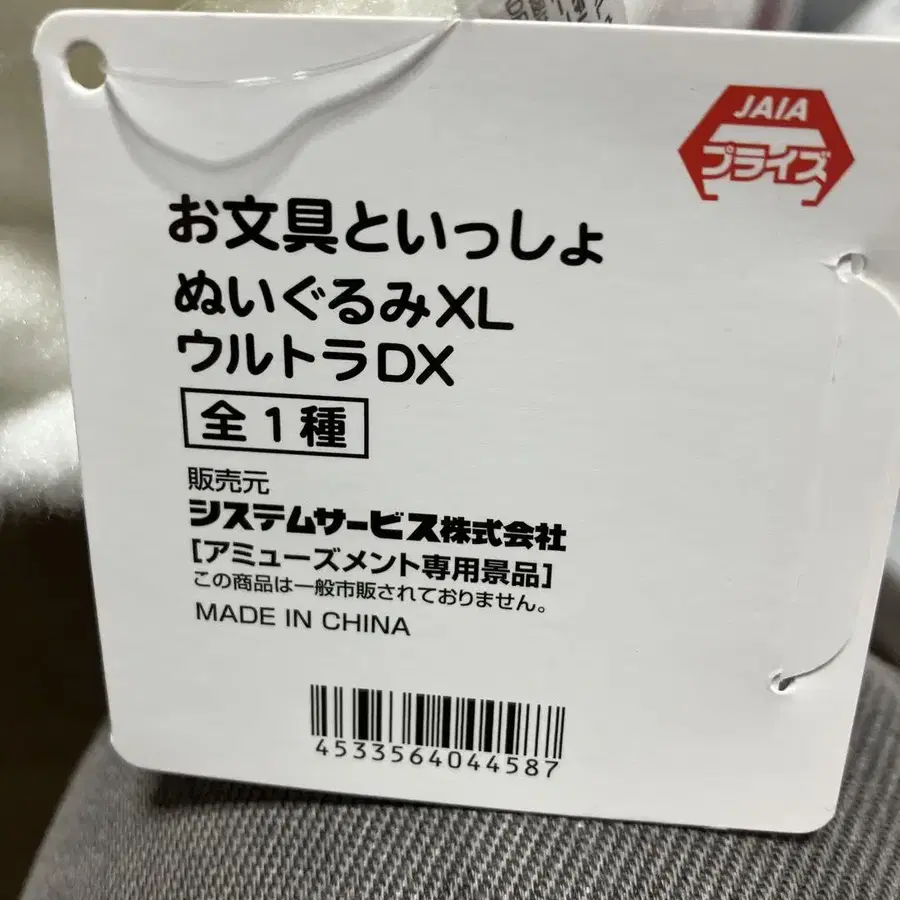 JAIA
プライズ
お文具といっしょ
ぬいぐるみXL
ウルトラDX
全1種
販売元
システムサービス株式会社
[アミューズメント専用景品]
この商品は一般市販されておりません。
MADE IN CHINA
4533564044587